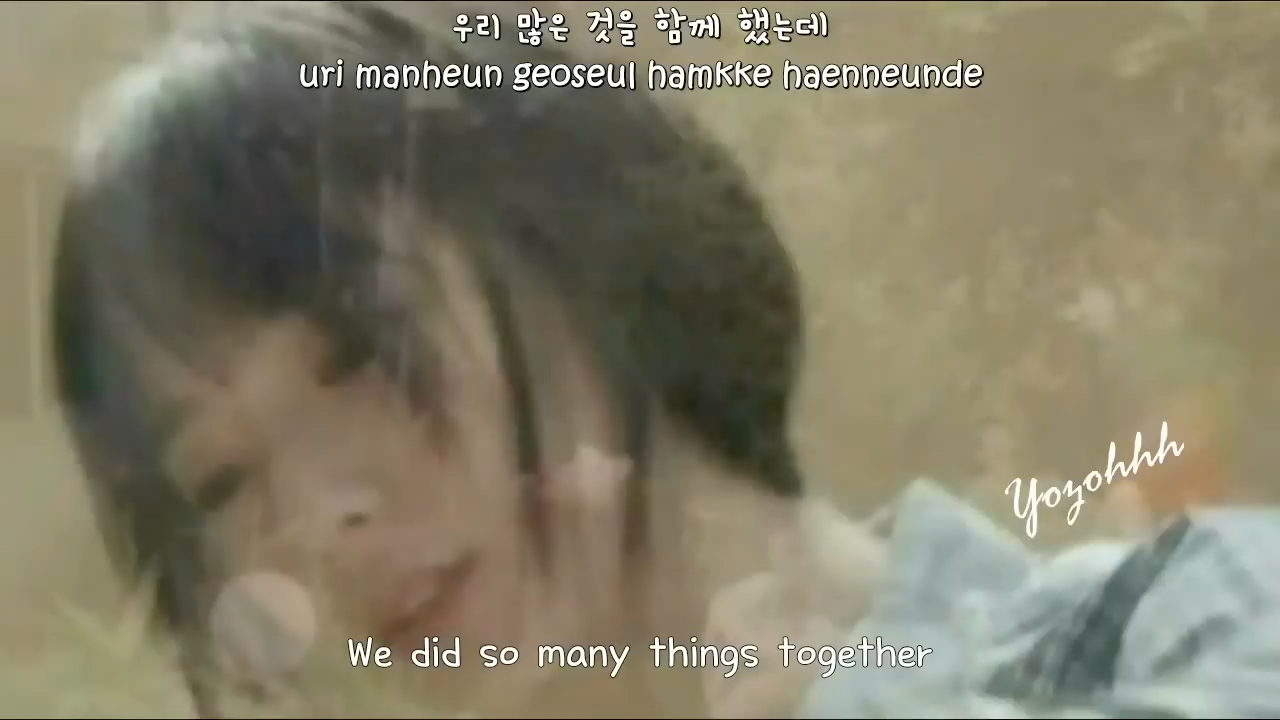 우리 많은 것을 함께 했는데
uri manheun geoseul hamkke haenneunde
Yozohhh
We did so many things together